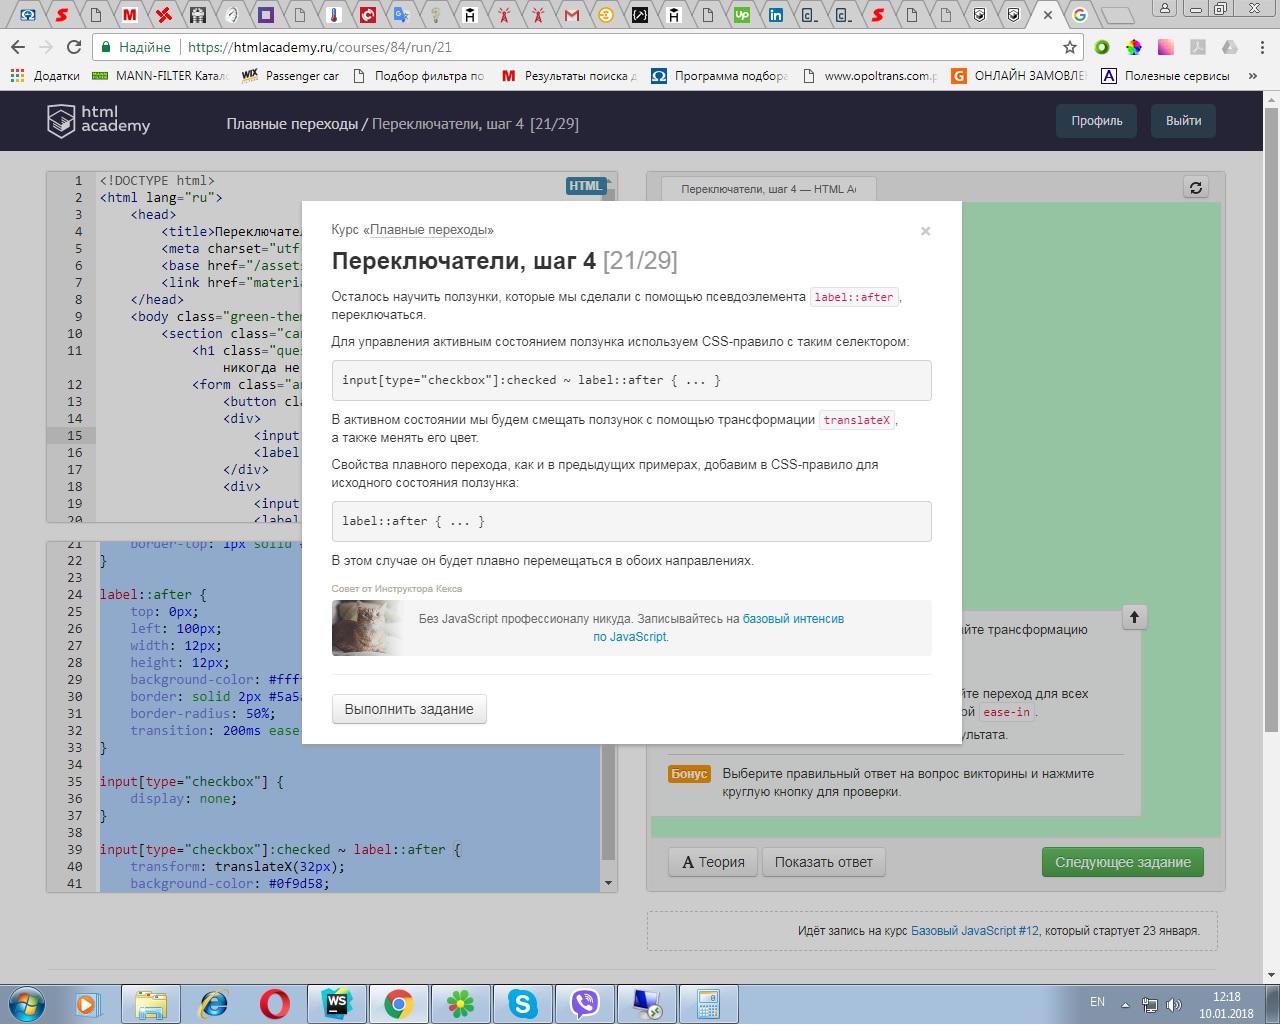 Надійне
https://htmlacademy.ru/courses/84/run/21
Додатки
MANN-FILTER Катало
Passenger car
Подбор фильтра по
Результаты поиска д
Программа подбора
www.opoltrans.com.p
ОНЛАЙН ЗАМОВЛЕ
Полезные сервисы
html
academy
Плавные переходы / Переключатели, шаг 4 [21/29]
Профиль
Выйти
HTML
1 <!DOCTYPE html>
2 <html lang="ru">
3 <head>
4 <title>Переключател
5 <meta charset="utf
6 <base href="/assets
7 <link href="materia
8 </head>
9 <body class="green-them
10 <section class="car
11 <h1 class="ques
никогда не
12 <form class="an
13 <button cla
14 <div>
15 <input
16 <label
17 </div>
18 <div>
19 <input
20 <label
21 border-top: 1px solid #
22 }
23
24 label::after {
25 top: 0px;
26 left: 100px;
27 width: 12px;
28 height: 12px;
29 background-color: #fff
30 border: solid 2px #5a5a
31 border-radius: 50%;
32 transition: 200ms ease
33 }
34
35 input[type="checkbox"] {
36 display: none;
37 }
38
39 input[type="checkbox"]:checked ~ label::after {
40 transform: translateX(32px);
41 background-color: #0f9d58;
Курс «Плавные переходы»
×
Переключатели, шаг 4 [21/29]
Осталось научить ползунки, которые мы сделали с помощью псевдоэлемента label::after,
переключаться.
Для управления активным состоянием ползунка используем CSS-правило с таким селектором:
input[type="checkbox"]:checked ~ label::after { ... }
В активном состоянии мы будем смещать ползунок с помощью трансформации translateX,
а также менять его цвет.
Свойства плавного перехода, как и в предыдущих примерах, добавим в CSS-правило для
исходного состояния ползунка:
label::after { ... }
В этом случае он будет плавно перемещаться в обоих направлениях.
Совет от Инструктора Кекса
Без JavaScript профессионалу никуда. Записывайтесь на базовый интенсив
по JavaScript.
Выполнить задание
Переключатели, шаг 4 — HTML Ac
йте трансформацию
йте переход для всех
ой ease-in.
ультата.
Бонус
Выберите правильный ответ на вопрос викторины и нажмите
круглую кнопку для проверки.
A Теория
Показать ответ
Следующее задание
Идёт запись на курс Базовый JavaScript #12, который стартует 23 января.
EN
12:18
10.01.2018